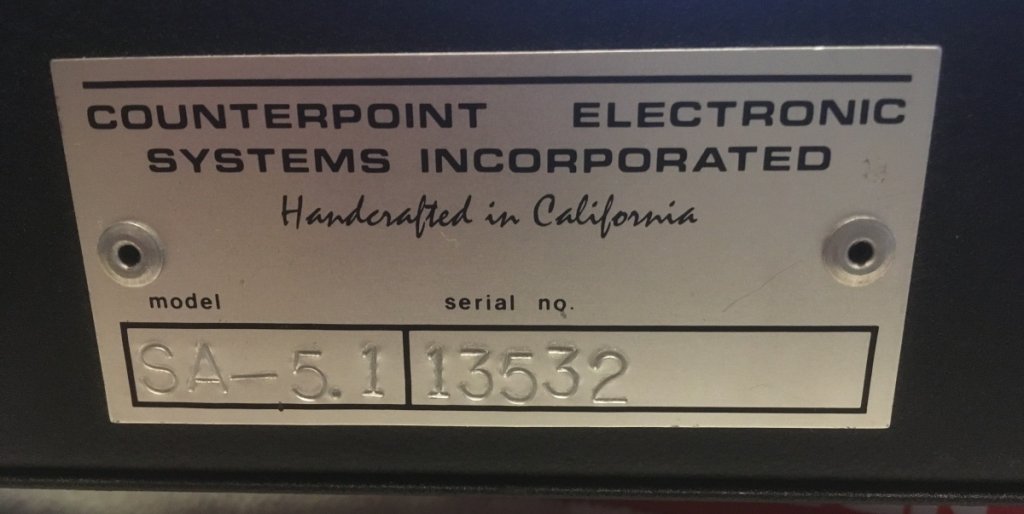 COUNTERPOINT ELECTRONIC
SYSTEMS INCORPORATED
Handcrafted in California
model serial no.
SA-5.1 13532